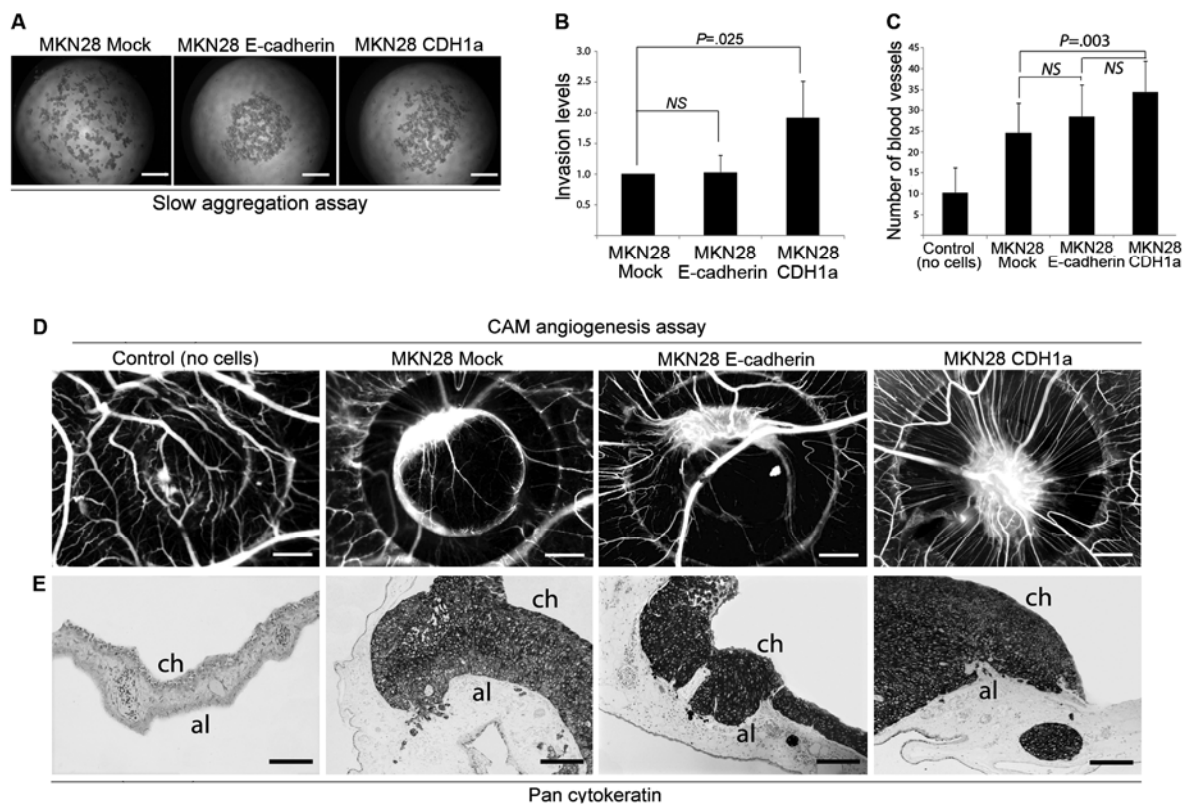 A
MKN28 Mock
MKN28 E-cadherin
MKN28 CDH1a
Slow aggregation assay
B
P=.025
NS
Invasion levels
3.0
2.5
2.0
1.5
1.0
0.5
MKN28
Mock
MKN28
E-cadherin
MKN28
CDH1a
C
P=.003
NS
NS
Number of blood vessels
45
40
35
30
25
20
15
10
5
Control
(no cells)
MKN28
Mock
MKN28
E-cadherin
MKN28
CDH1a
D
CAM angiogenesis assay
Control (no cells)
MKN28 Mock
MKN28 E-cadherin
MKN28 CDH1a
E
ch
al
ch
al
ch
al
ch
al
Pan cytokeratin